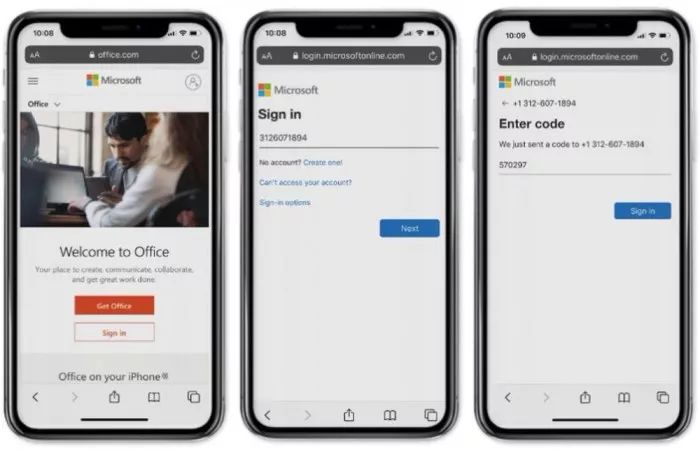 10:08
AA office.com
Microsoft
Office
Welcome to Office
Your place to create, communicate, collaborate,
and get great work done.
Get Office
Sign in
Office on your iPhone
10:08
AA login.microsoftonline.com
Microsoft
Sign in
3126071894
No account? Create one!
Can't access your account?
Sign-in options
Next
10:09
AA login.microsoftonline.com
Microsoft
← +1 312-607-1894
Enter code
We just sent a code to +1 312-607-1894
570297
Sign in